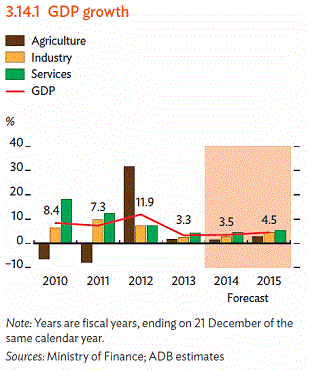 3.14.1 GDP growth
Agriculture
Industry
Services
GDP
%
40
30
20
10
0
–10
8.4
7.3
11.9
3.3
3.5
4.5
2010 2011 2012 2013 2014 2015
Forecast
Note: Years are fiscal years, ending on 21 December of the
same calendar year.
Sources: Ministry of Finance; ADB estimates